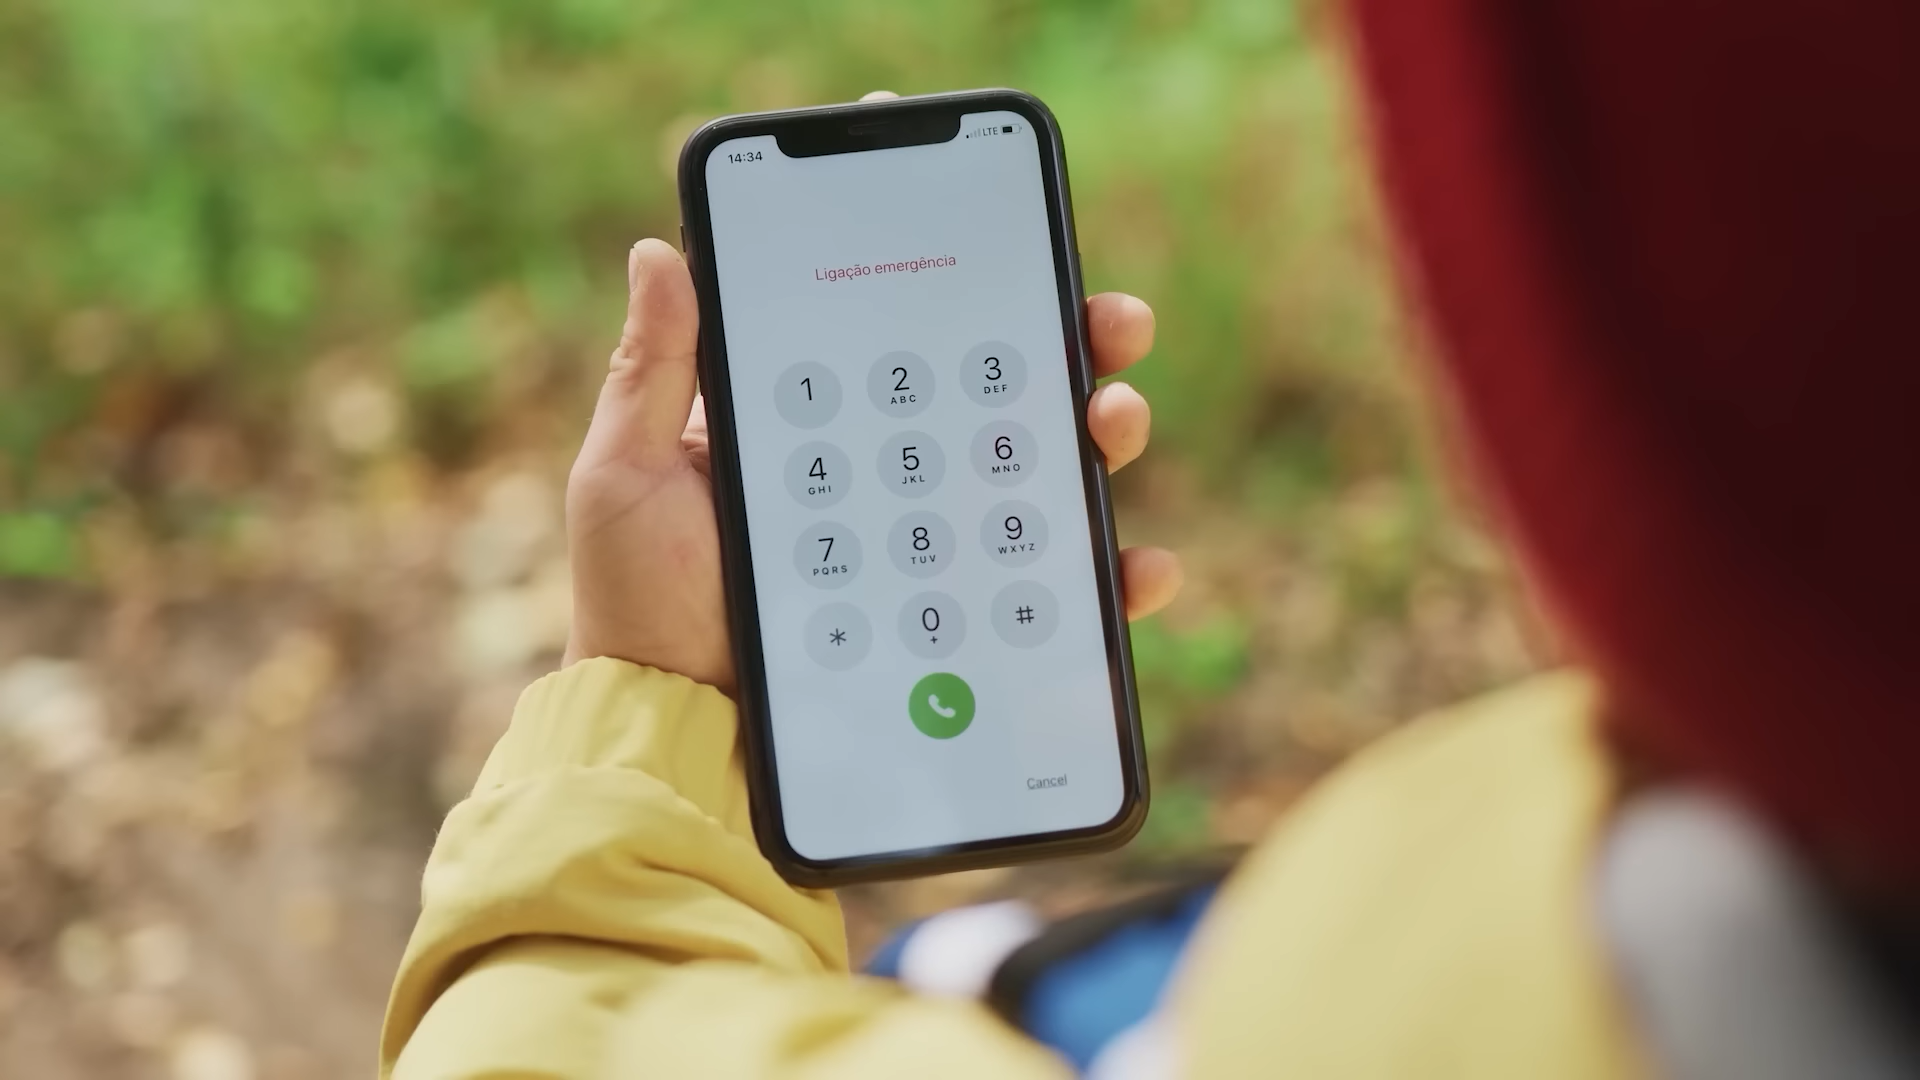 14:34 LTE
Ligação emergência
1 2 ABC 3 DEF
4 GHI 5 JKL 6 MNO
7 PQRS 8 TUV 9 WXYZ
* 0 + #
Cancel